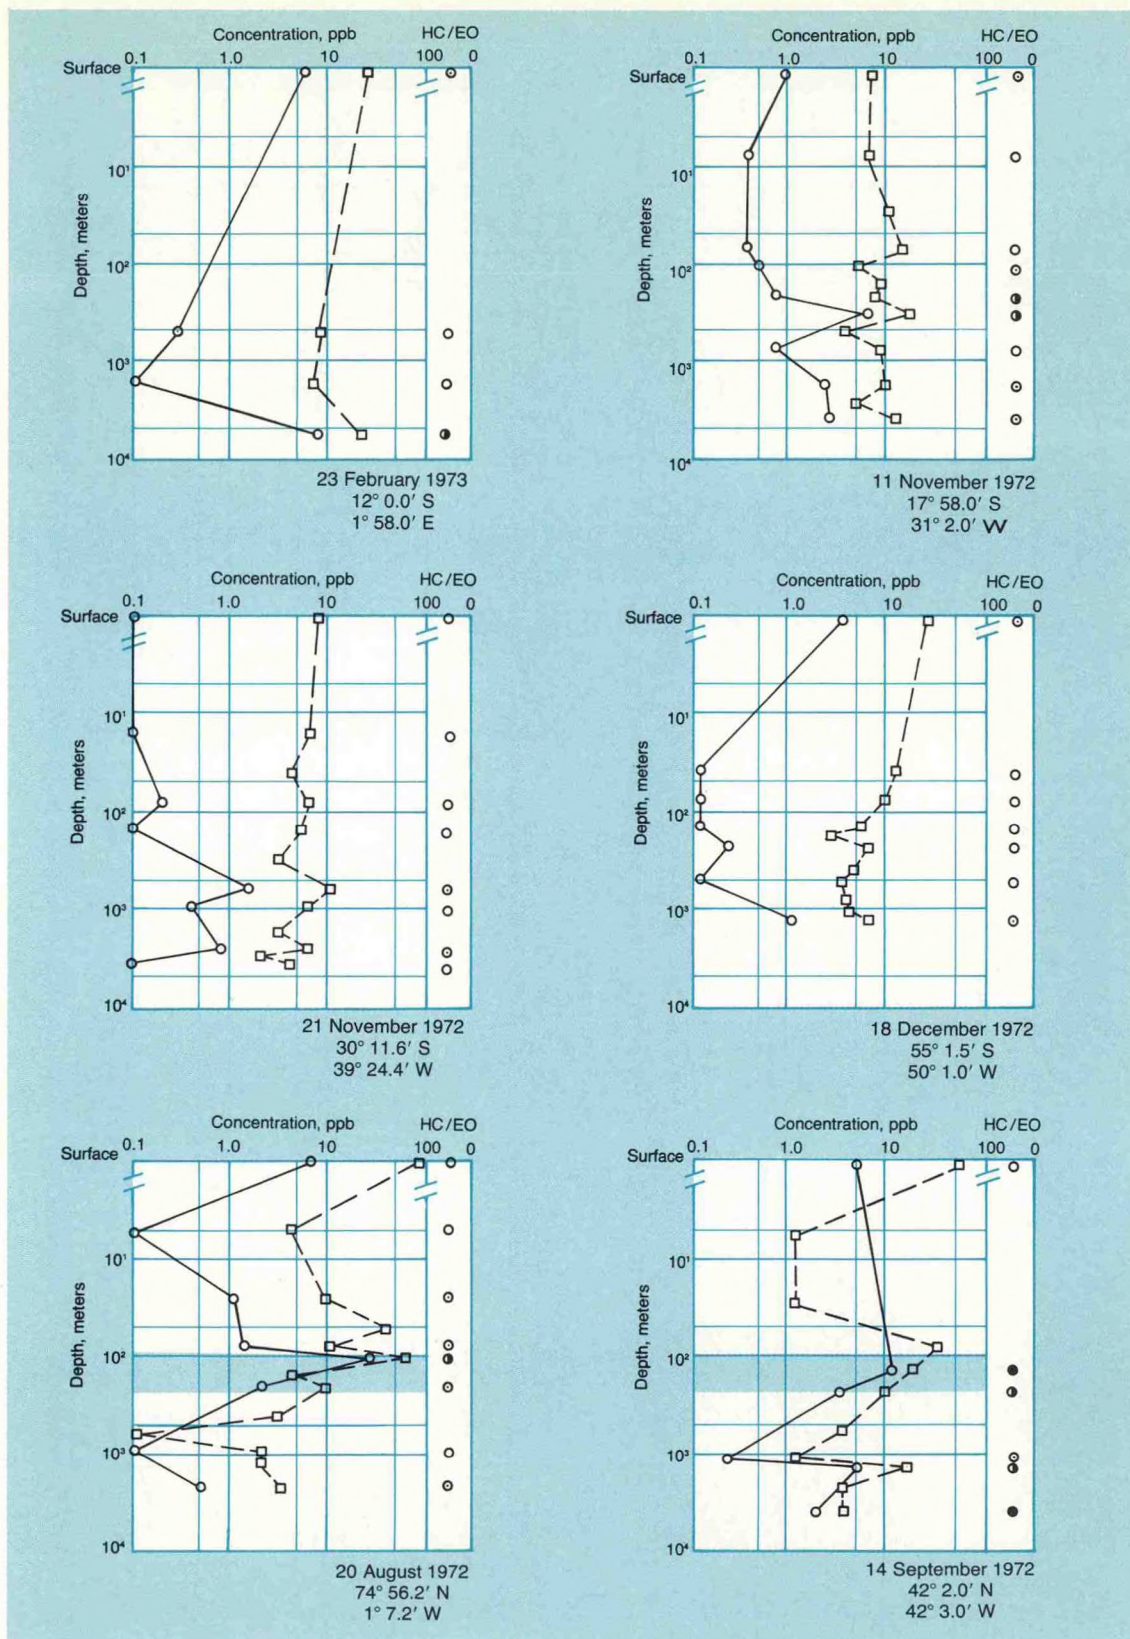 Concentration, ppb HC/EO
0.1 1.0 10 100 0
Surface
10¹
10²
10³
10⁴
Depth, meters
23 February 1973
12° 0.0′ S
1° 58.0′ E
Concentration, ppb HC/EO
0.1 1.0 10 100 0
Surface
10¹
10²
10³
10⁴
Depth, meters
11 November 1972
17° 58.0′ S
31° 2.0′ W
Concentration, ppb HC/EO
0.1 1.0 10 100 0
Surface
10¹
10²
10³
10⁴
Depth, meters
21 November 1972
30° 11.6′ S
39° 24.4′ W
Concentration, ppb HC/EO
0.1 1.0 10 100 0
Surface
10¹
10²
10³
10⁴
Depth, meters
18 December 1972
55° 1.5′ S
50° 1.0′ W
Concentration, ppb HC/EO
0.1 1.0 10 100 0
Surface
10¹
10²
10³
10⁴
Depth, meters
20 August 1972
74° 56.2′ N
1° 7.2′ W
Concentration, ppb HC/EO
0.1 1.0 10 100 0
Surface
10¹
10²
10³
10⁴
Depth, meters
14 September 1972
42° 2.0′ N
42° 3.0′ W